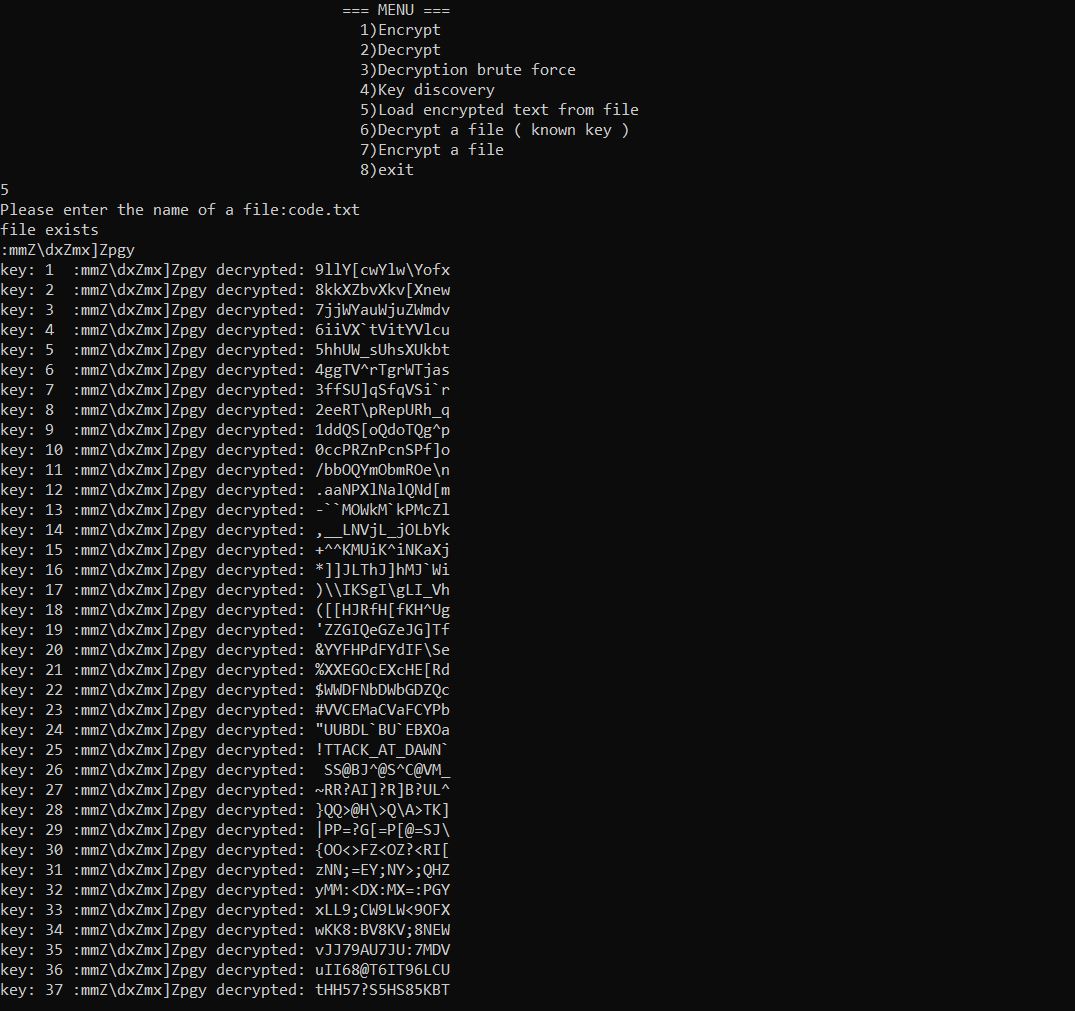 === MENU ===
1)Encrypt
2)Decrypt
3)Decryption brute force
4)Key discovery
5)Load encrypted text from file
6)Decrypt a file ( known key )
7)Encrypt a file
8)exit
5
Please enter the name of a file:code.txt
file exists
:mmZ\dxZmx]Zpgy
key: 1  :mmZ\dxZmx]Zpgy decrypted: 9llY[cwYlw\Yofx
key: 2  :mmZ\dxZmx]Zpgy decrypted: 8kkXZbvXkv[Xnew
key: 3  :mmZ\dxZmx]Zpgy decrypted: 7jjWYauWjuZWmdv
key: 4  :mmZ\dxZmx]Zpgy decrypted: 6iiVX`tVitYVlcu
key: 5  :mmZ\dxZmx]Zpgy decrypted: 5hhUW_sUhsXUkbt
key: 6  :mmZ\dxZmx]Zpgy decrypted: 4ggTV^rTgrWTjas
key: 7  :mmZ\dxZmx]Zpgy decrypted: 3ffSU]qSfqVSi`r
key: 8  :mmZ\dxZmx]Zpgy decrypted: 2eeRT\pRepURh_q
key: 9  :mmZ\dxZmx]Zpgy decrypted: 1ddQS[oQdoTQg^p
key: 10 :mmZ\dxZmx]Zpgy decrypted: 0ccPRZnPcnSPf]o
key: 11 :mmZ\dxZmx]Zpgy decrypted: /bbOQYmObmROe\n
key: 12 :mmZ\dxZmx]Zpgy decrypted: .aaNPXlNalQNd[m
key: 13 :mmZ\dxZmx]Zpgy decrypted: -``MOWkM`kPMcZl
key: 14 :mmZ\dxZmx]Zpgy decrypted: ,__LNVjL_jOLbYk
key: 15 :mmZ\dxZmx]Zpgy decrypted: +^^KMUiK^iNKaXj
key: 16 :mmZ\dxZmx]Zpgy decrypted: *]]JLThJ]hMJ`Wi
key: 17 :mmZ\dxZmx]Zpgy decrypted: )\\IKSgI\gLI_Vh
key: 18 :mmZ\dxZmx]Zpgy decrypted: ([[HJRfH[fKH^Ug
key: 19 :mmZ\dxZmx]Zpgy decrypted: 'ZZGIQeGZeJG]Tf
key: 20 :mmZ\dxZmx]Zpgy decrypted: &YYFHPdFYdIF\Se
key: 21 :mmZ\dxZmx]Zpgy decrypted: %XXEGOcEXcHE[Rd
key: 22 :mmZ\dxZmx]Zpgy decrypted: $WWDFNbDWbGDZQc
key: 23 :mmZ\dxZmx]Zpgy decrypted: #VVCEMaCVaFCYPb
key: 24 :mmZ\dxZmx]Zpgy decrypted: "UUBDL`BU`EBXOa
key: 25 :mmZ\dxZmx]Zpgy decrypted: !TTACK_AT_DAWN`
key: 26 :mmZ\dxZmx]Zpgy decrypted:  SS@BJ^@S^C@VM_
key: 27 :mmZ\dxZmx]Zpgy decrypted: ~RR?AI]?R]B?UL^
key: 28 :mmZ\dxZmx]Zpgy decrypted: }QQ>@H\>Q\A>TK]
key: 29 :mmZ\dxZmx]Zpgy decrypted: |PP=?G[=P[@=SJ\
key: 30 :mmZ\dxZmx]Zpgy decrypted: {OO<>FZ<OZ?<RI[
key: 31 :mmZ\dxZmx]Zpgy decrypted: zNN;=EY;NY>;QHZ
key: 32 :mmZ\dxZmx]Zpgy decrypted: yMM:<DX:MX=:PGY
key: 33 :mmZ\dxZmx]Zpgy decrypted: xLL9;CW9LW<9OFX
key: 34 :mmZ\dxZmx]Zpgy decrypted: wKK8:BV8KV;8NEW
key: 35 :mmZ\dxZmx]Zpgy decrypted: vJJ79AU7JU:7MDV
key: 36 :mmZ\dxZmx]Zpgy decrypted: uII68@T6IT96LCU
key: 37 :mmZ\dxZmx]Zpgy decrypted: tHH57?S5HS85KBT